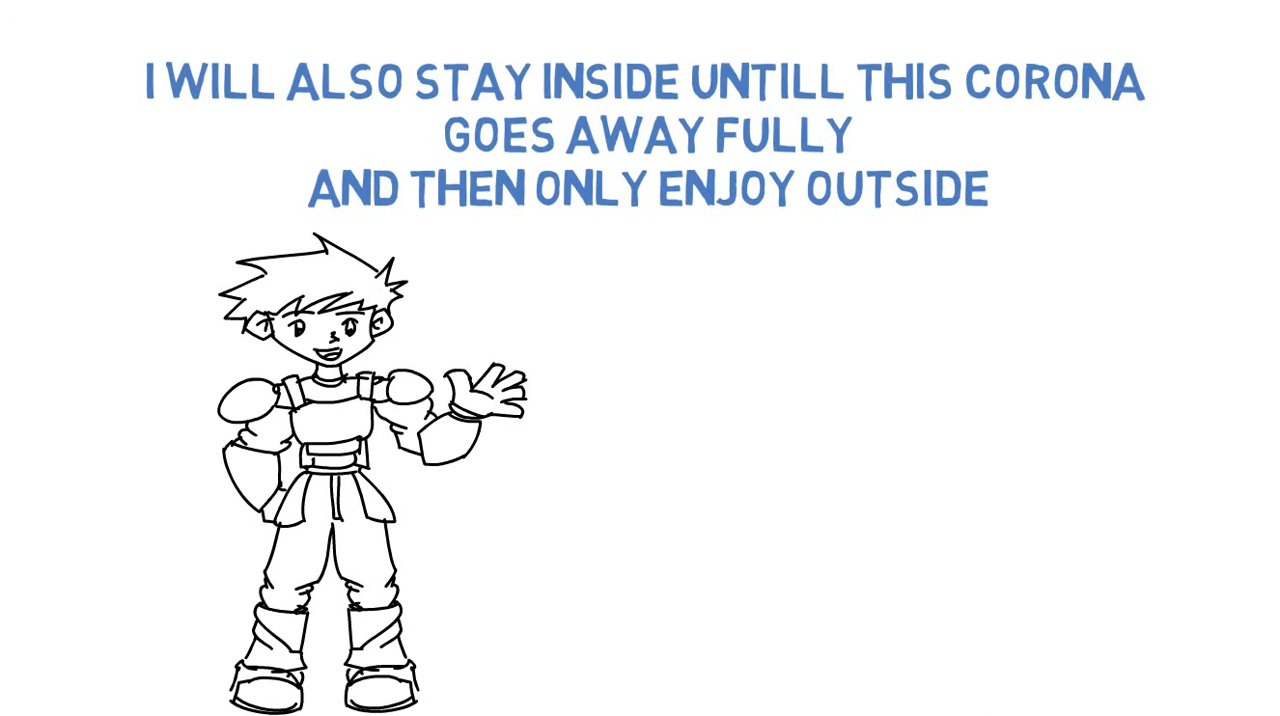 I WILL ALSO STAY INSIDE UNTILL THIS CORONA
GOES AWAY FULLY
AND THEN ONLY ENJOY OUTSIDE